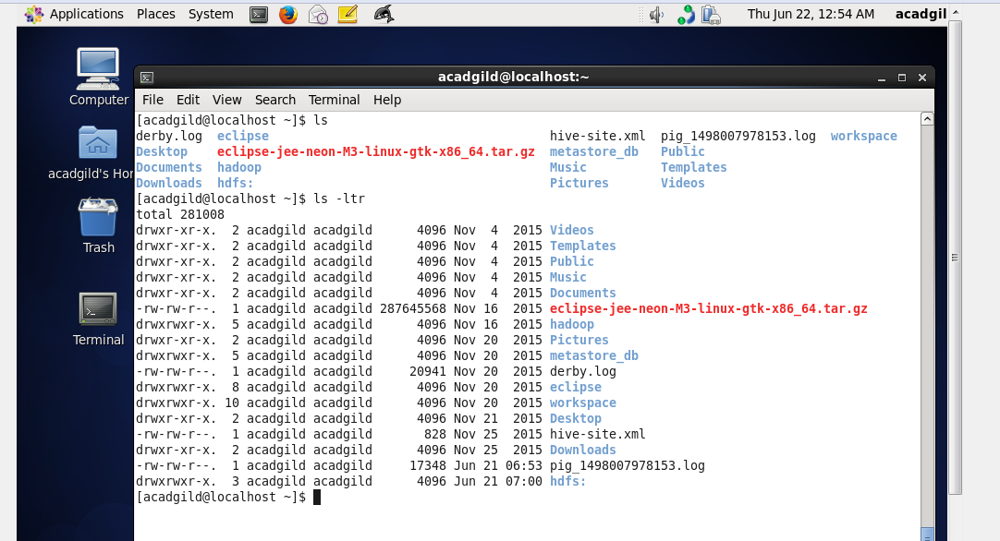 Applications Places System Thu Jun 22, 12:54 AM acadgil
Computer
acadgild's Hor
Trash
Terminal
acadgild@localhost:~
File Edit View Search Terminal Help
[acadgild@localhost ~]$ ls
derby.log eclipse hive-site.xml pig_1498007978153.log workspace
Desktop eclipse-jee-neon-M3-linux-gtk-x86_64.tar.gz metastore_db Public
Documents hadoop Music Templates
Downloads hdfs: Pictures Videos
[acadgild@localhost ~]$ ls -ltr
total 281008
drwxr-xr-x. 2 acadgild acadgild 4096 Nov 4 2015 Videos
drwxr-xr-x. 2 acadgild acadgild 4096 Nov 4 2015 Templates
drwxr-xr-x. 2 acadgild acadgild 4096 Nov 4 2015 Public
drwxr-xr-x. 2 acadgild acadgild 4096 Nov 4 2015 Music
drwxr-xr-x. 2 acadgild acadgild 4096 Nov 4 2015 Documents
-rw-rw-r--. 1 acadgild acadgild 287645568 Nov 16 2015 eclipse-jee-neon-M3-linux-gtk-x86_64.tar.gz
drwxrwxr-x. 5 acadgild acadgild 4096 Nov 16 2015 hadoop
drwxr-xr-x. 2 acadgild acadgild 4096 Nov 20 2015 Pictures
drwxrwxr-x. 5 acadgild acadgild 4096 Nov 20 2015 metastore_db
-rw-rw-r--. 1 acadgild acadgild 20941 Nov 20 2015 derby.log
drwxrwxr-x. 8 acadgild acadgild 4096 Nov 20 2015 eclipse
drwxrwxr-x. 10 acadgild acadgild 4096 Nov 20 2015 workspace
drwxr-xr-x. 2 acadgild acadgild 4096 Nov 21 2015 Desktop
-rw-rw-r--. 1 acadgild acadgild 828 Nov 25 2015 hive-site.xml
drwxr-xr-x. 2 acadgild acadgild 4096 Nov 25 2015 Downloads
-rw-rw-r--. 1 acadgild acadgild 17348 Jun 21 06:53 pig_1498007978153.log
drwxrwxr-x. 3 acadgild acadgild 4096 Jun 21 07:00 hdfs:
[acadgild@localhost ~]$